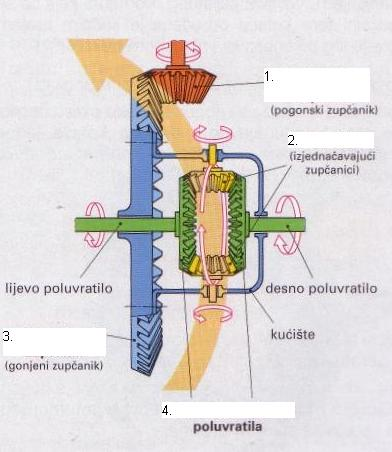 1.
(pogonski zupčanik)
2.
(izjednačavajući
zupčanici)
lijevo poluvratilo
desno poluvratilo
3.
kućište
(gonjeni zupčanik)
4.
poluvratila